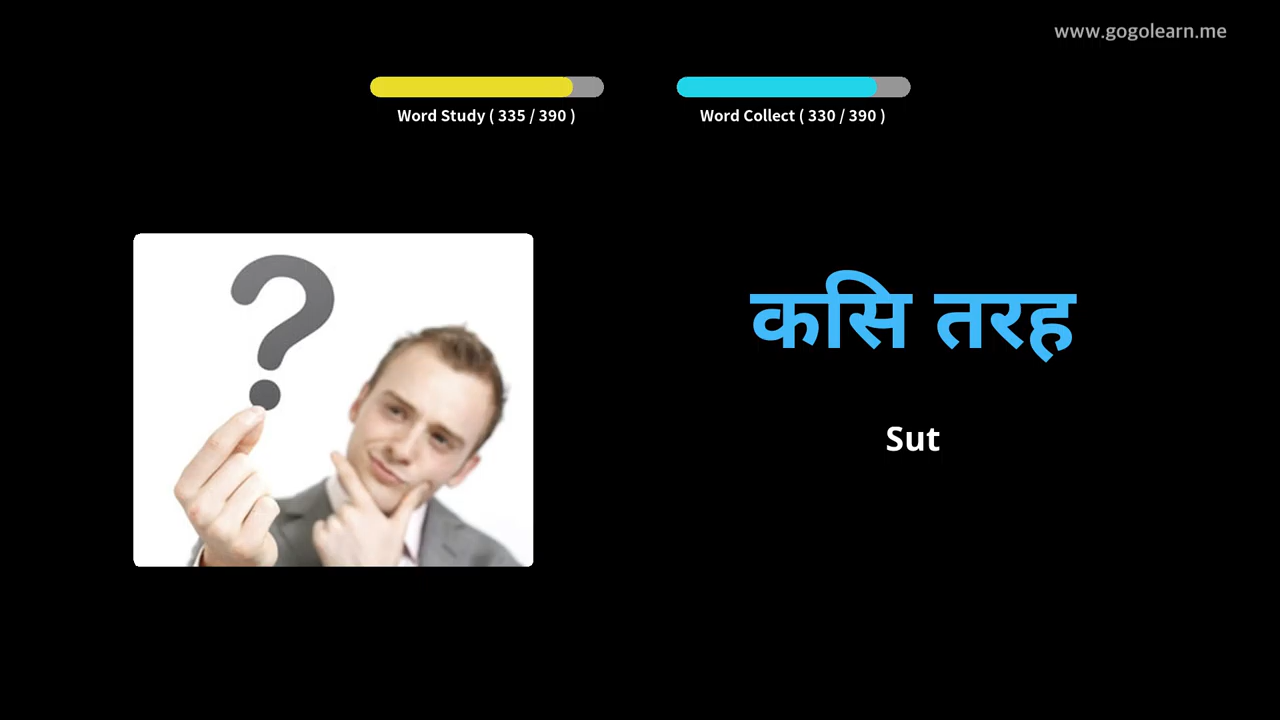 www.gogolearn.me
Word Study ( 335 / 390 )
Word Collect ( 330 / 390 )
कसि तरह
Sut